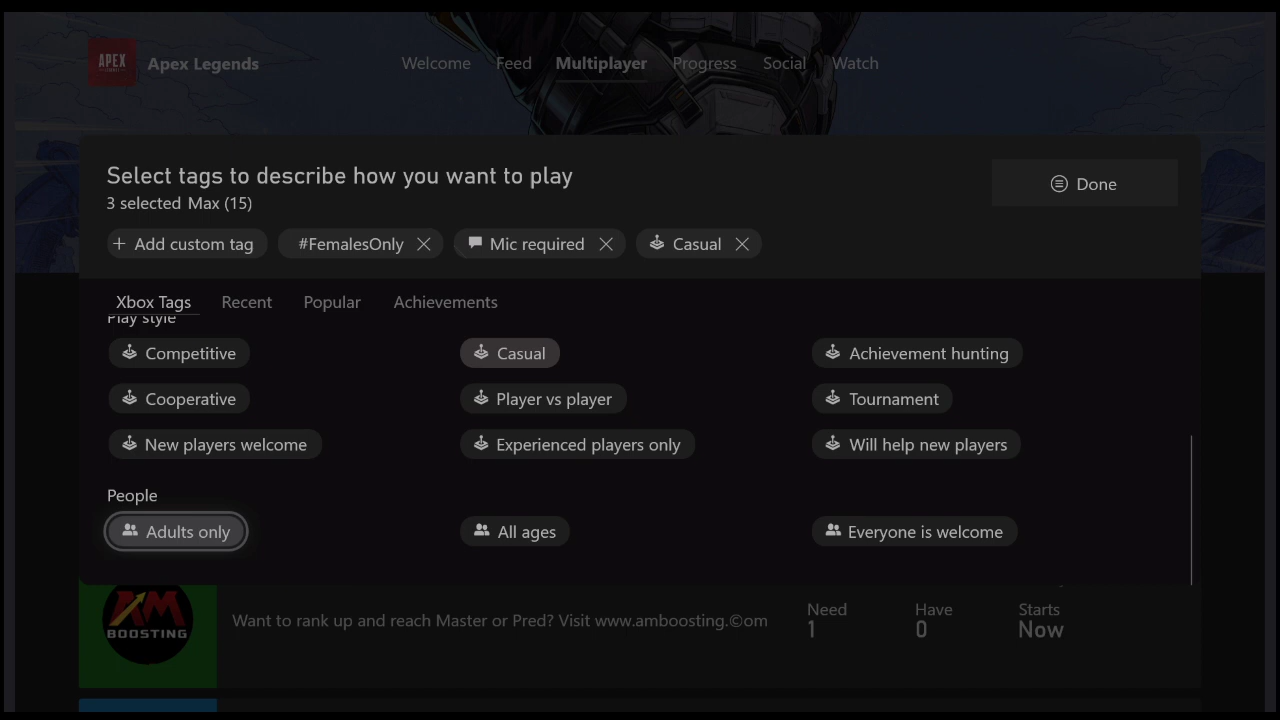 APEX
Apex Legends
Welcome Feed Multiplayer Progress Social Watch
Select tags to describe how you want to play
3 selected Max (15)
Done
+ Add custom tag #FemalesOnly Mic required Casual
Xbox Tags Recent Popular Achievements
Play style
Competitive Casual Achievement hunting
Cooperative Player vs player Tournament
New players welcome Experienced players only Will help new players
People
Adults only All ages Everyone is welcome
AM
BOOSTING
Want to rank up and reach Master or Pred? Visit www.amboosting.©om
Need Have Starts
1 0 Now